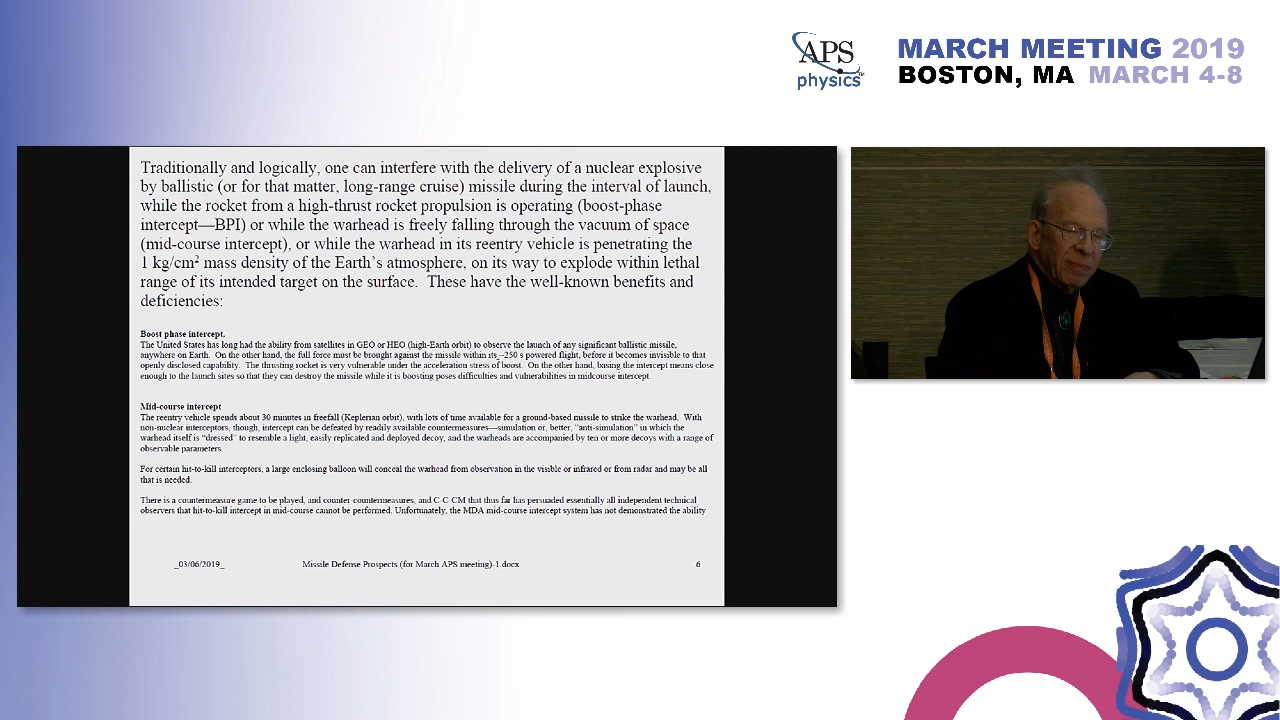 APS
physics™
MARCH MEETING 2019
BOSTON, MA MARCH 4-8
Traditionally and logically, one can interfere with the delivery of a nuclear explosive
by ballistic (or for that matter, long-range cruise) missile during the interval of launch,
while the rocket from a high-thrust rocket propulsion is operating (boost-phase
intercept—BPI) or while the warhead is freely falling through the vacuum of space
(mid-course intercept), or while the warhead in its reentry vehicle is penetrating the
1 kg/cm² mass density of the Earth's atmosphere, on its way to explode within lethal
range of its intended target on the surface. These have the well-known benefits and
deficiencies:
Boost phase intercept.
The United States has long had the ability from satellites in GEO or HEO (high-Earth orbit) to observe the launch of any significant ballistic missile,
anywhere on Earth. On the other hand, the full force must be brought against the missile within its ~250 s powered flight, before it becomes invisible to that
openly disclosed capability. The thrusting rocket is very vulnerable under the acceleration stress of boost. On the other hand, basing the intercept means close
enough to the launch sites so that they can destroy the missile while it is boosting poses difficulties and vulnerabilities in midcourse intercept.
Mid-course intercept
The reentry vehicle spends about 30 minutes in freefall (Keplerian orbit), with lots of time available for a ground-based missile to strike the warhead. With
non-nuclear interceptors, though, intercept can be defeated by readily available countermeasures—simulation or, better, "anti-simulation" in which the
warhead itself is "dressed" to resemble a light, easily replicated and deployed decoy, and the warheads are accompanied by ten or more decoys with a range of
observable parameters.
For certain hit-to-kill interceptors, a large enclosing balloon will conceal the warhead from observation in the visible or infrared or from radar and may be all
that is needed.
There is a countermeasure game to be played, and counter-countermeasures, and C-C-CM that thus far has persuaded essentially all independent technical
observers that hit-to-kill intercept in mid-course cannot be performed. Unfortunately, the MDA mid-course intercept system has not demonstrated the ability
_03/06/2019_ Missile Defense Prospects (for March APS meeting)-1.docx 6